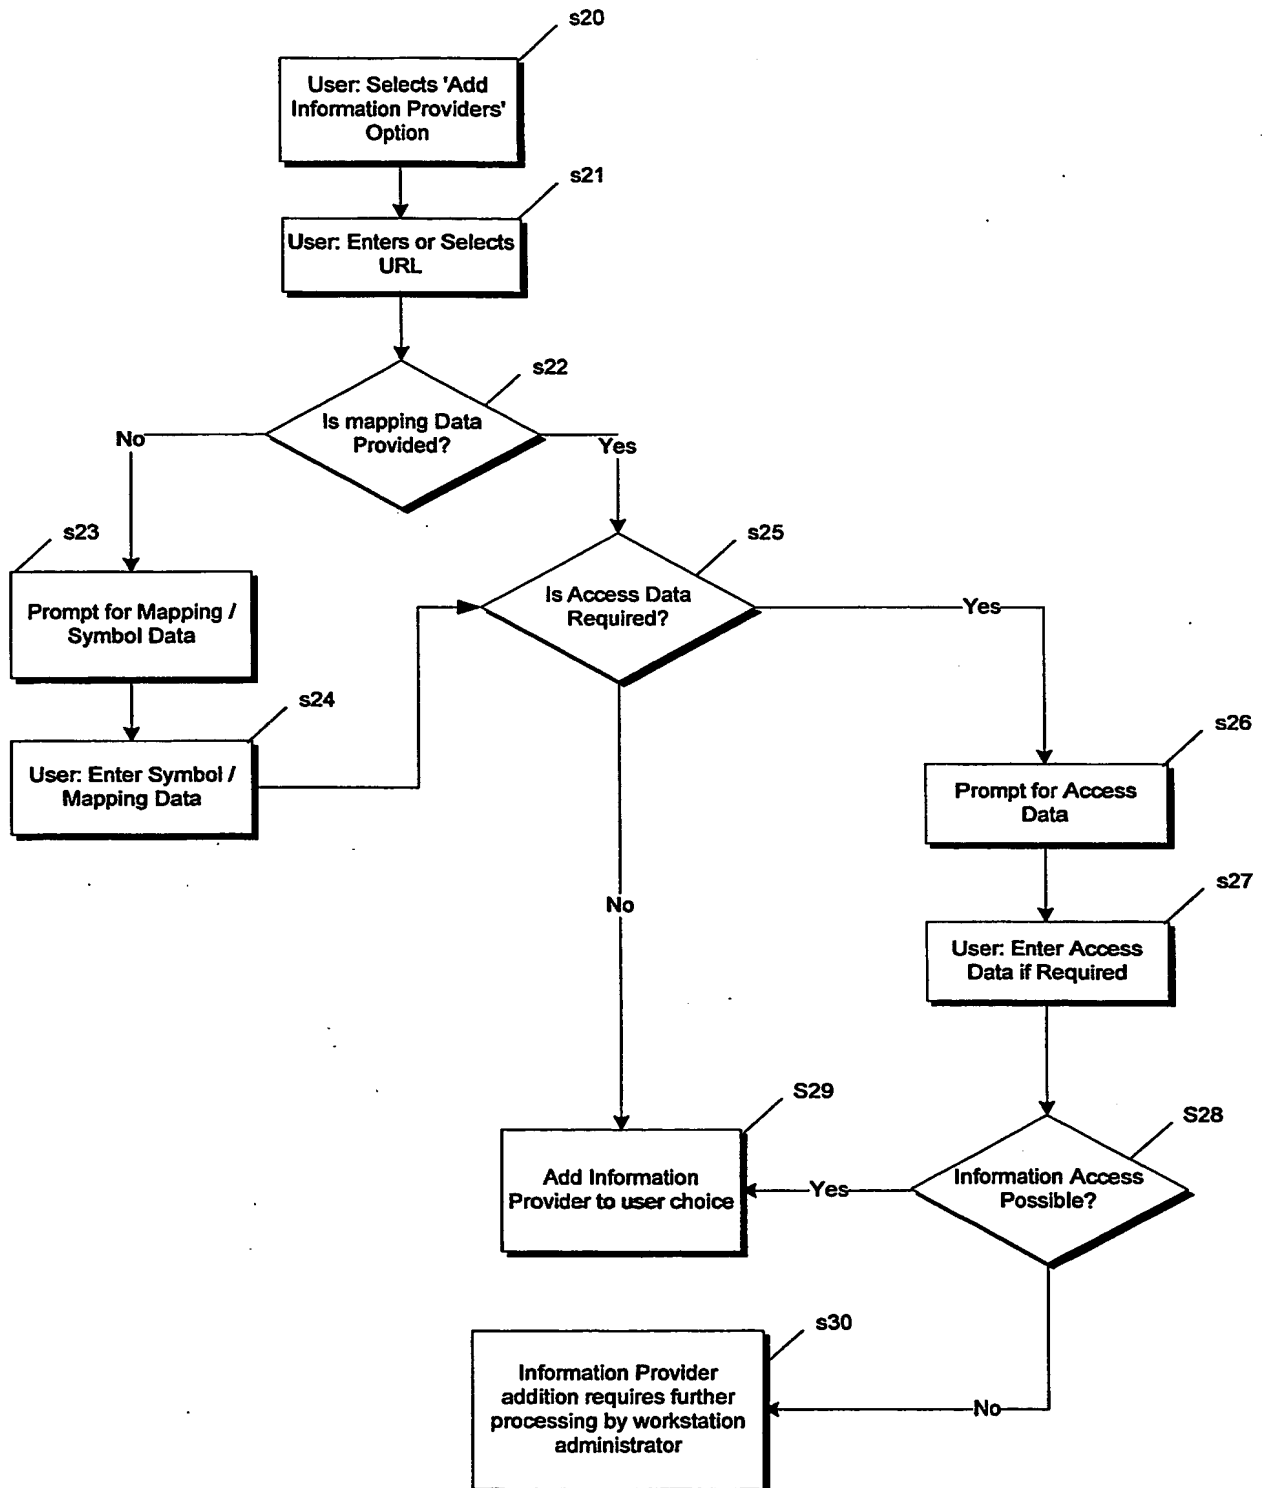 s20
User: Selects 'Add
Information Providers'
Option
s21
User: Enters or Selects
URL
s22
Is mapping Data
Provided?
No
Yes
s23
Prompt for Mapping /
Symbol Data
s25
Is Access Data
Required?
Yes
s24
User: Enter Symbol /
Mapping Data
s26
Prompt for Access
Data
No
s27
User: Enter Access
Data if Required
S29
Add Information
Provider to user choice
Yes
S28
Information Access
Possible?
s30
Information Provider
addition requires further
processing by workstation
administrator
No